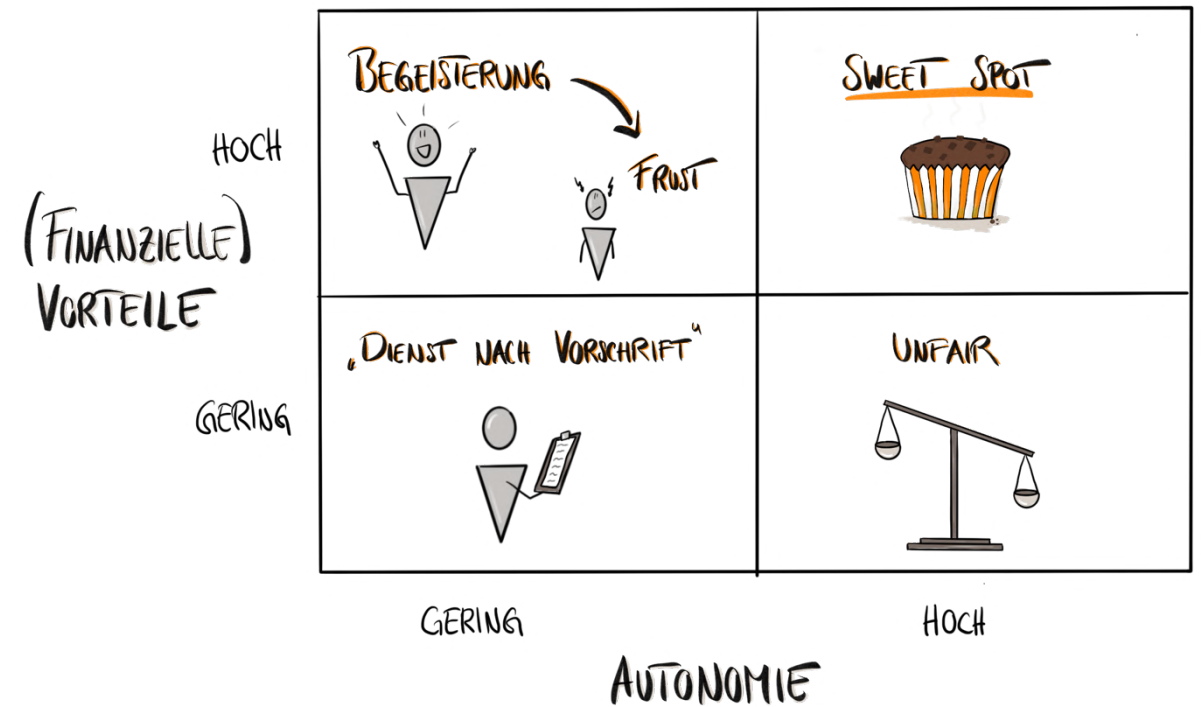 BEGEISTERUNG
FRUST
SWEET SPOT
HOCH
(FINANZIELLE)
VORTEILE
„DIENST NACH VORSCHRIFT"
UNFAIR
GERING
GERING
HOCH
AUTONOMIE